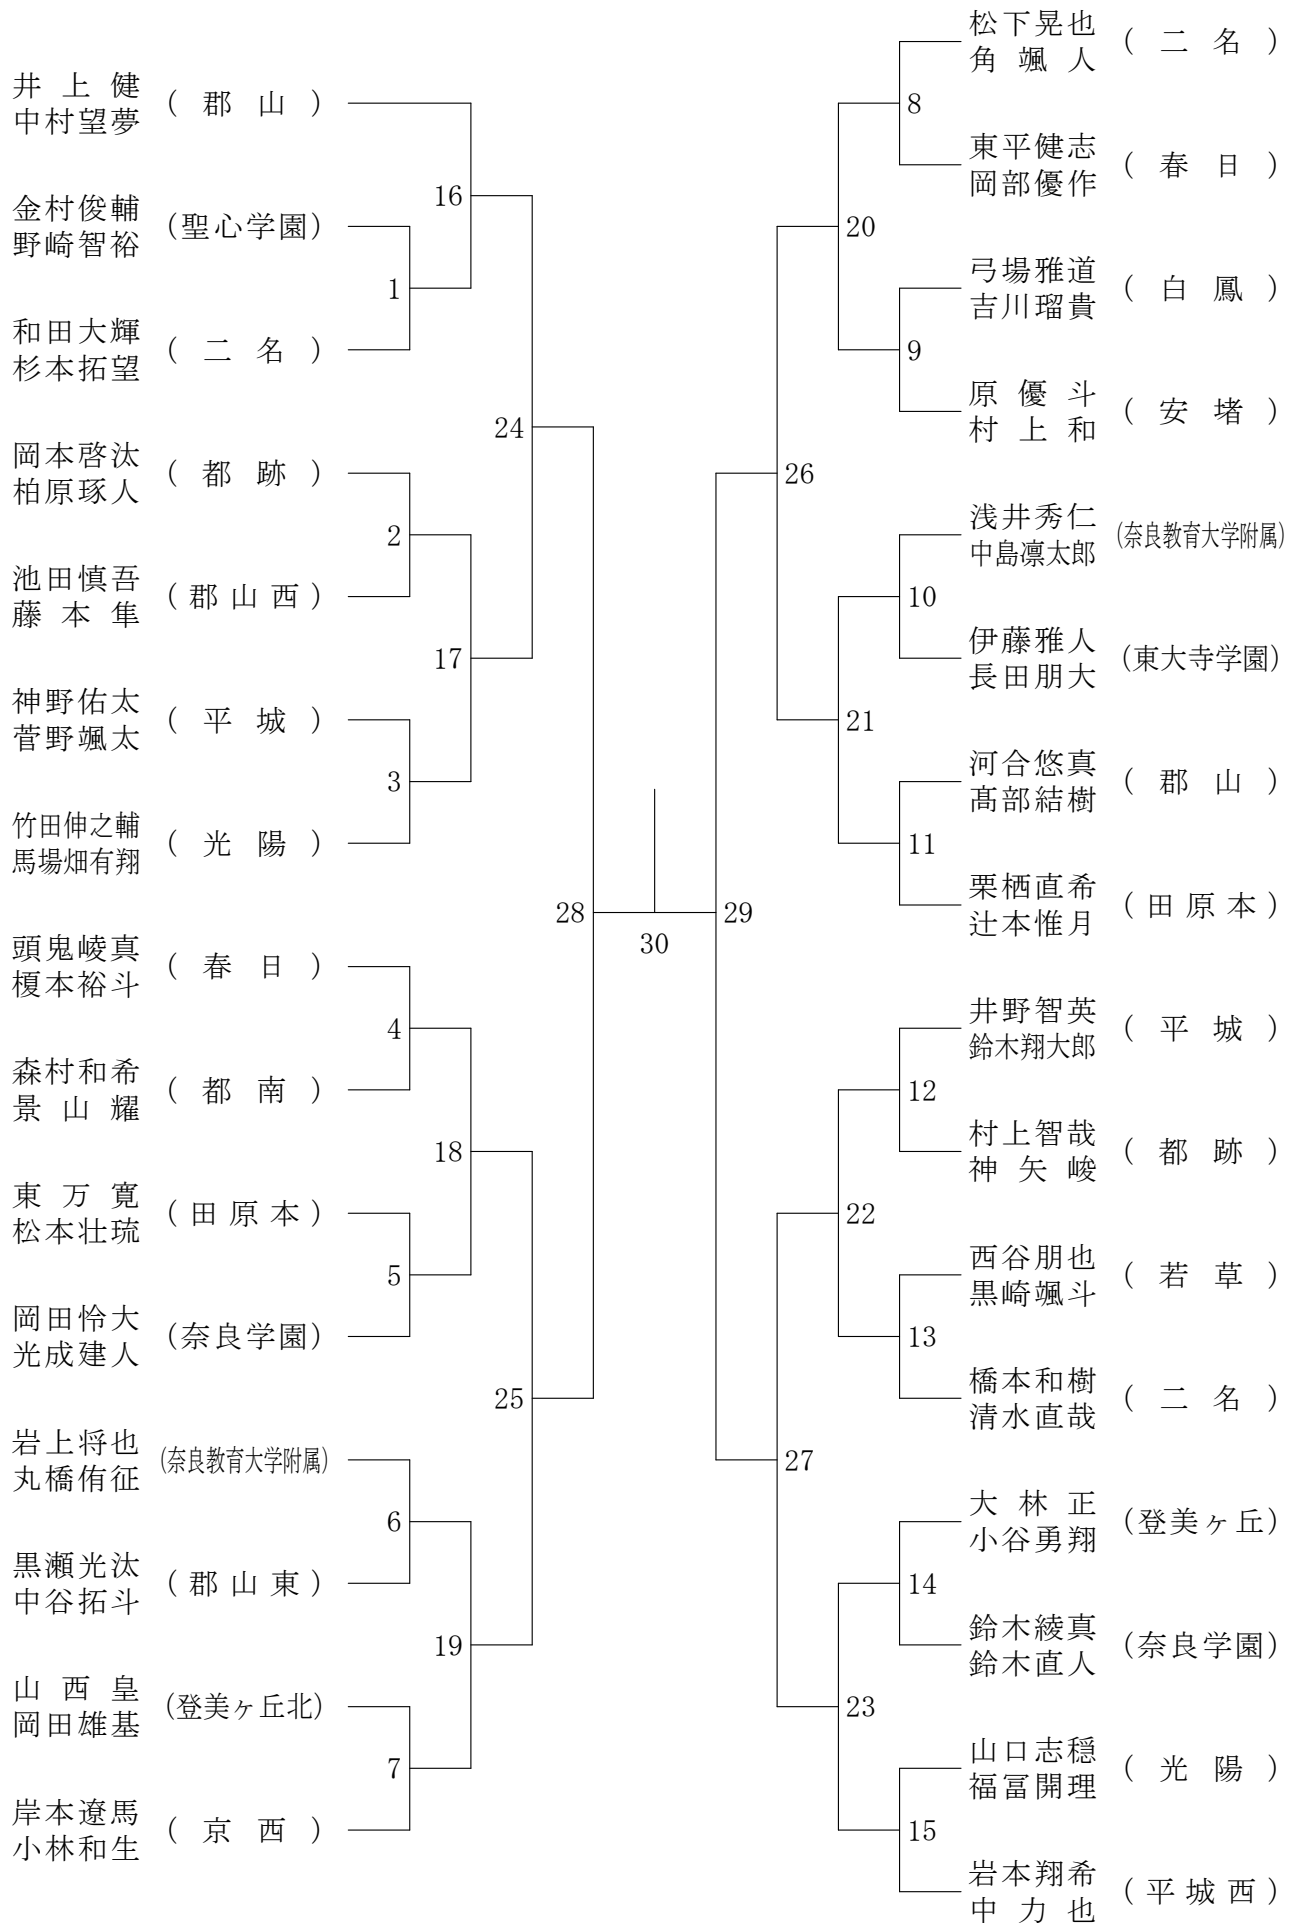 井上健
中村望夢
(郡山)
金村俊輔
野崎智裕
(聖心学園)
和田大輝
杉本拓望
(二名)
岡本啓汰
柏原琢人
(都跡)
池田慎吾
藤本隼
(郡山西)
神野佑太
菅野颯太
(平城)
竹田伸之輔
馬場畑有翔
(光陽)
頭鬼崚真
榎本裕斗
(春日)
森村和希
景山耀
(都南)
東万寛
松本壮琉
(田原本)
岡田怜大
光成建人
(奈良学園)
岩上将也
丸橋侑征
(奈良教育大学附属)
黒瀬光汰
中谷拓斗
(郡山東)
山西皇
岡田雄基
(登美ヶ丘北)
岸本遼馬
小林和生
(京西)
1
2
3
4
5
6
7
16
17
18
19
24
25
28
30
29
26
27
20
21
22
23
8
9
10
11
12
13
14
15
松下晃也
角颯人
(二名)
東平健志
岡部優作
(春日)
弓場雅道
吉川瑠貴
(白鳳)
原優斗
村上和
(安堵)
浅井秀仁
中島凛太郎
(奈良教育大学附属)
伊藤雅人
長田朋大
(東大寺学園)
河合悠真
髙部結樹
(郡山)
栗栖直希
辻本惟月
(田原本)
井野智英
鈴木翔大郎
(平城)
村上智哉
神矢峻
(都跡)
西谷朋也
黒崎颯斗
(若草)
橋本和樹
清水直哉
(二名)
大林正
小谷勇翔
(登美ヶ丘)
鈴木綾真
鈴木直人
(奈良学園)
山口志穏
福冨開理
(光陽)
岩本翔希
中力也
(平城西)